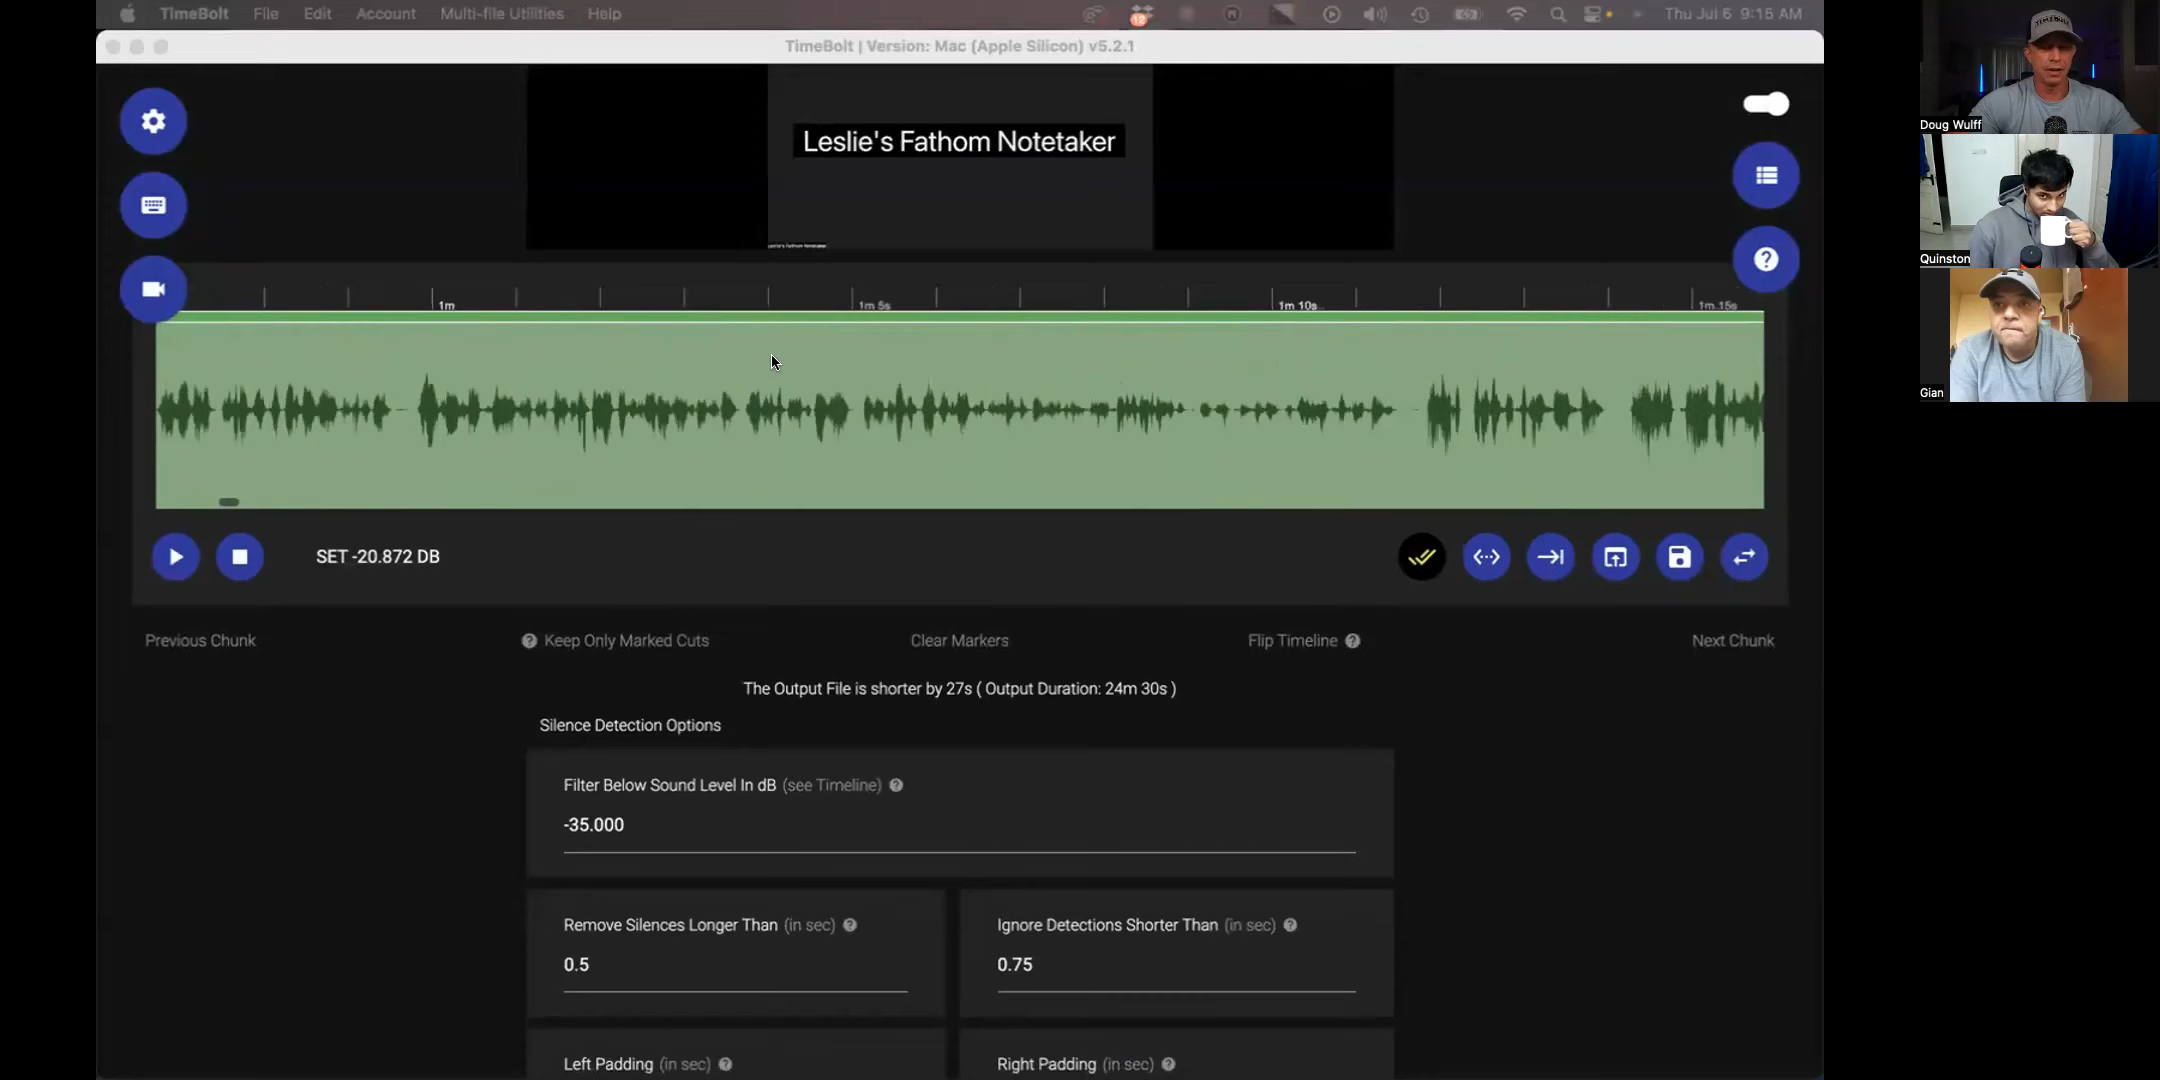 TimeBolt File Edit Account Multi-file Utilities Help Thu Jul 6 9:15 AM
TimeBolt | Version: Mac (Apple Silicon) v5.2.1
Leslie's Fathom Notetaker
Leslie's Fathom Notetaker
1m 1m 5s 1m 10s 1m 15s
SET -20.872 DB
Previous Chunk Keep Only Marked Cuts Clear Markers Flip Timeline Next Chunk
The Output File is shorter by 27s ( Output Duration: 24m 30s )
Silence Detection Options
Filter Below Sound Level In dB (see Timeline)
-35.000
Remove Silences Longer Than (in sec) Ignore Detections Shorter Than (in sec)
0.5 0.75
Left Padding (in sec) Right Padding (in sec)
Doug Wulff
Quinston
Gian